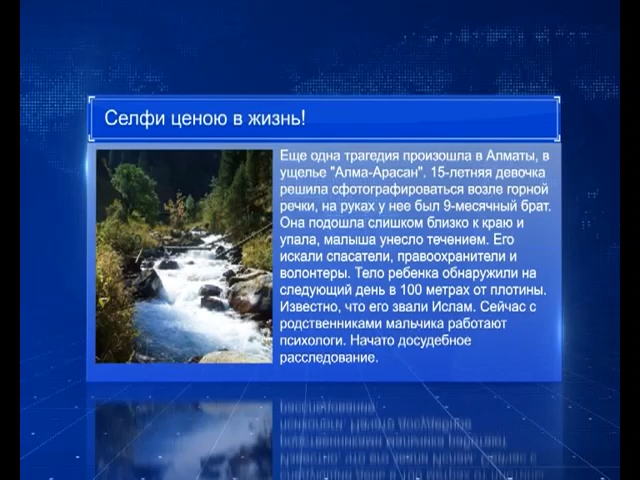 Селфи ценою в жизнь!
Еще одна трагедия произошла в Алматы, в
ущелье "Алма-Арасан". 15-летняя девочка
решила сфотографироваться возле горной
речки, на руках у нее был 9-месячный брат.
Она подошла слишком близко к краю и
упала, малыша унесло течением. Его
искали спасатели, правоохранители и
волонтеры. Тело ребенка обнаружили на
следующий день в 100 метрах от плотины.
Известно, что его звали Ислам. Сейчас с
родственниками мальчика работают
психологи. Начато досудебное
расследование.